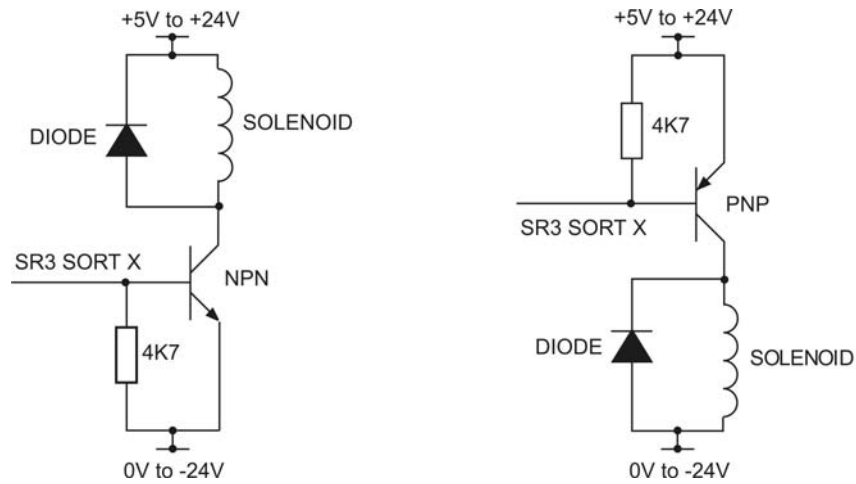 +5V to +24V
DIODE
SOLENOID
SR3 SORT X
NPN
4K7
0V to -24V
+5V to +24V
4K7
PNP
SR3 SORT X
DIODE
SOLENOID
0V to -24V